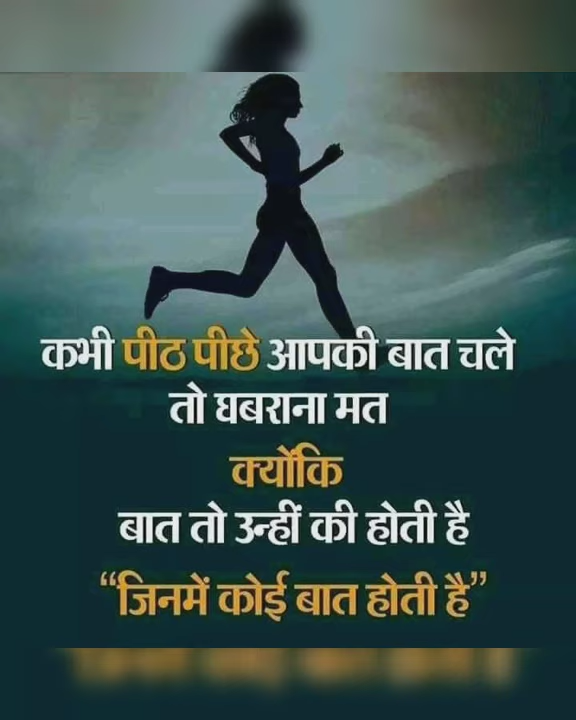 कभी पीठ पीछे आपकी बात चले
तो घबराना मत
क्योंकि
बात तो उन्हीं की होती है
“जिनमें कोई बात होती है”